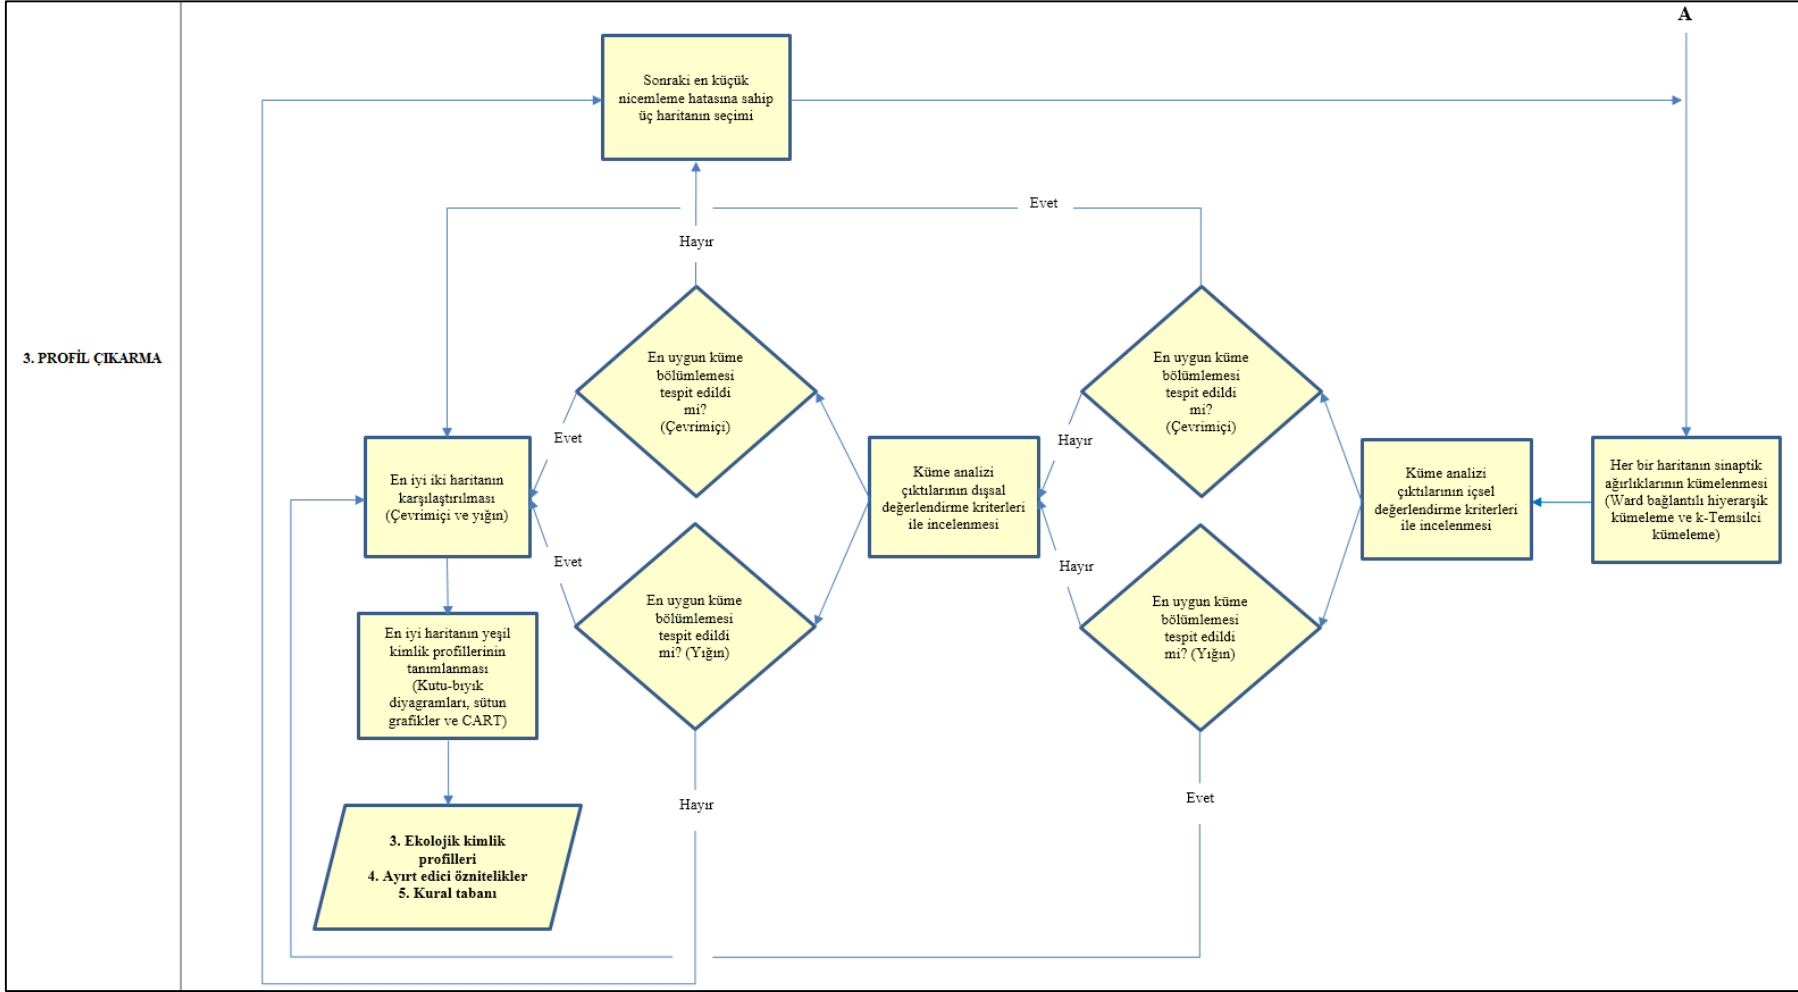 A
Sonraki en küçük
nicemleme hatasına sahip
üç haritanın seçimi
Evet
Hayır
3. PROFİL ÇIKARMA
En uygun küme
bölümlemesi
tespit edildi
mi?
(Çevrimiçi)
En uygun küme
bölümlemesi
tespit edildi
mi?
(Çevrimiçi)
Evet
Hayır
En iyi iki haritanın
karşılaştırılması
(Çevrimiçi ve yığın)
Küme analizi
çıktılarının dışsal
değerlendirme kriterleri
ile incelenmesi
Küme analizi
çıktılarının içsel
değerlendirme kriterleri
ile incelenmesi
Her bir haritanın sinaptik
ağırlıklarının kümelenmesi
(Ward bağlantılı hiyerarşik
kümeleme ve k-Temsilci
kümeleme)
Evet
Hayır
En uygun küme
bölümlemesi
tespit edildi
mi? (Yığın)
En uygun küme
bölümlemesi
tespit edildi
mi? (Yığın)
En iyi haritanın yeşil
kimlik profillerinin
tanımlanması
(Kutu-bıyık
diyagramları, sütun
grafikler ve CART)
Hayır
Evet
3. Ekolojik kimlik
profilleri
4. Ayırt edici öznitelikler
5. Kural tabanı